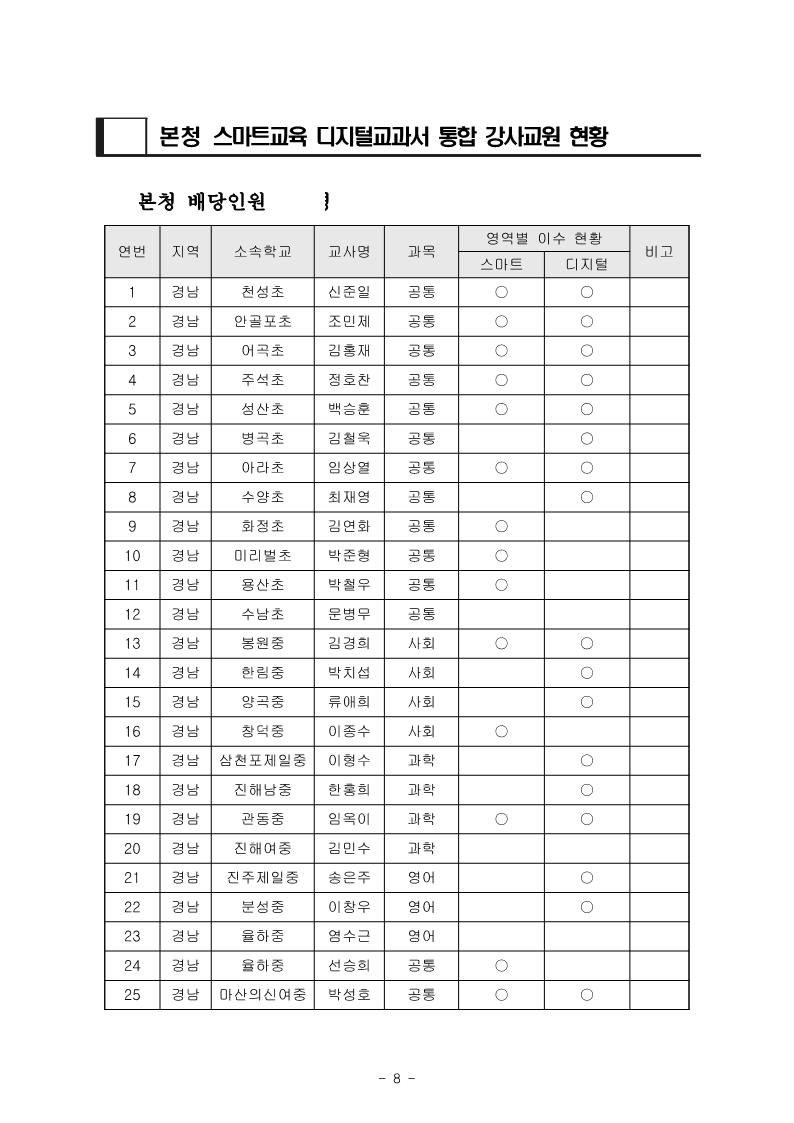 본청 스마트교육 디지털교과서 통합 강사교원 현황
본청 배당인원
연번 지역 소속학교 교사명 과목 영역별 이수 현황 비고
스마트 디지털
1 경남 천성초 신준일 공통 ○ ○
2 경남 안골포초 조민제 공통 ○ ○
3 경남 어곡초 김홍재 공통 ○ ○
4 경남 주석초 정호찬 공통 ○ ○
5 경남 성산초 백승훈 공통 ○ ○
6 경남 병곡초 김철욱 공통 ○
7 경남 아라초 임상열 공통 ○ ○
8 경남 수양초 최재영 공통 ○
9 경남 화정초 김연화 공통 ○
10 경남 미리벌초 박준형 공통 ○
11 경남 용산초 박철우 공통 ○
12 경남 수남초 문병무 공통
13 경남 봉원중 김경희 사회 ○ ○
14 경남 한림중 박치섭 사회 ○
15 경남 양곡중 류애희 사회 ○
16 경남 창덕중 이종수 사회 ○
17 경남 삼천포제일중 이형수 과학 ○
18 경남 진해남중 한홍희 과학 ○
19 경남 관동중 임옥이 과학 ○ ○
20 경남 진해여중 김민수 과학
21 경남 진주제일중 송은주 영어 ○
22 경남 분성중 이창우 영어 ○
23 경남 율하중 염수근 영어
24 경남 율하중 선승희 공통 ○
25 경남 마산의신여중 박성호 공통 ○ ○
- 8 -